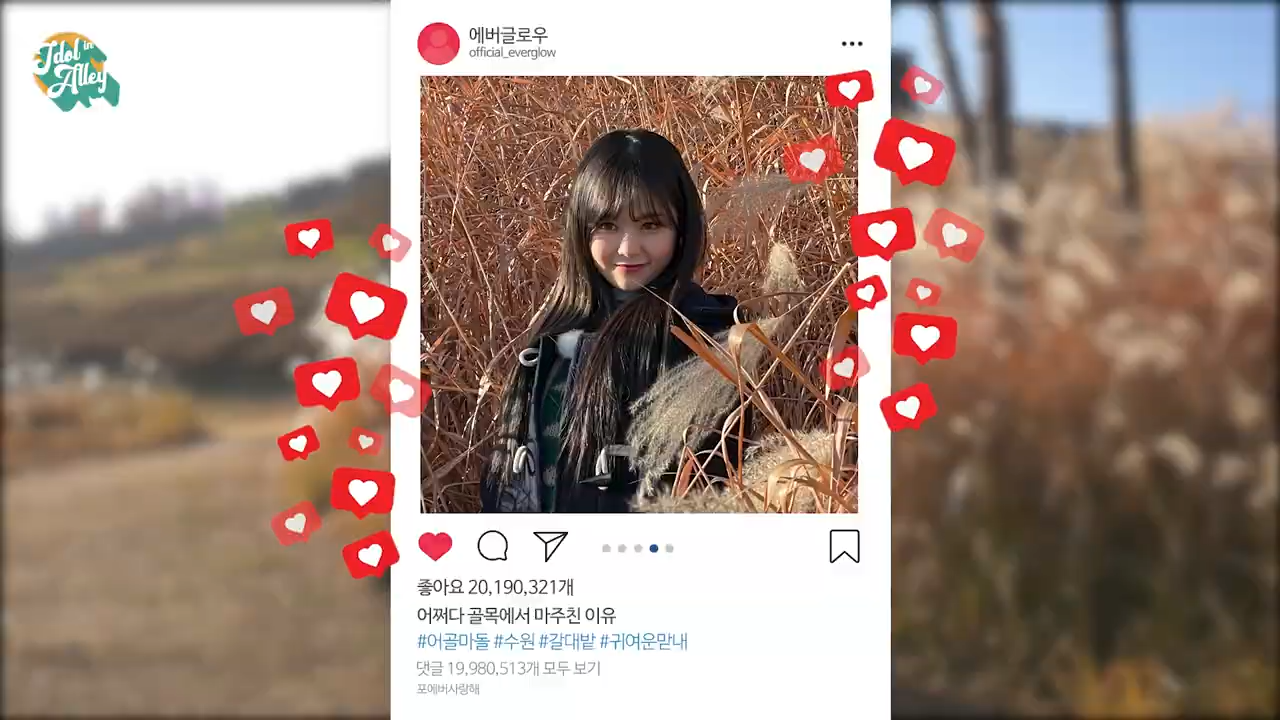 Idol in Alley
에버글로우
official_everglow
좋아요 20,190,321개
어쩌다 골목에서 마주친 이유
#어골마돌 #수원 #갈대밭 #귀여운맏내
댓글 19,980,513개 모두 보기
포에버사랑해